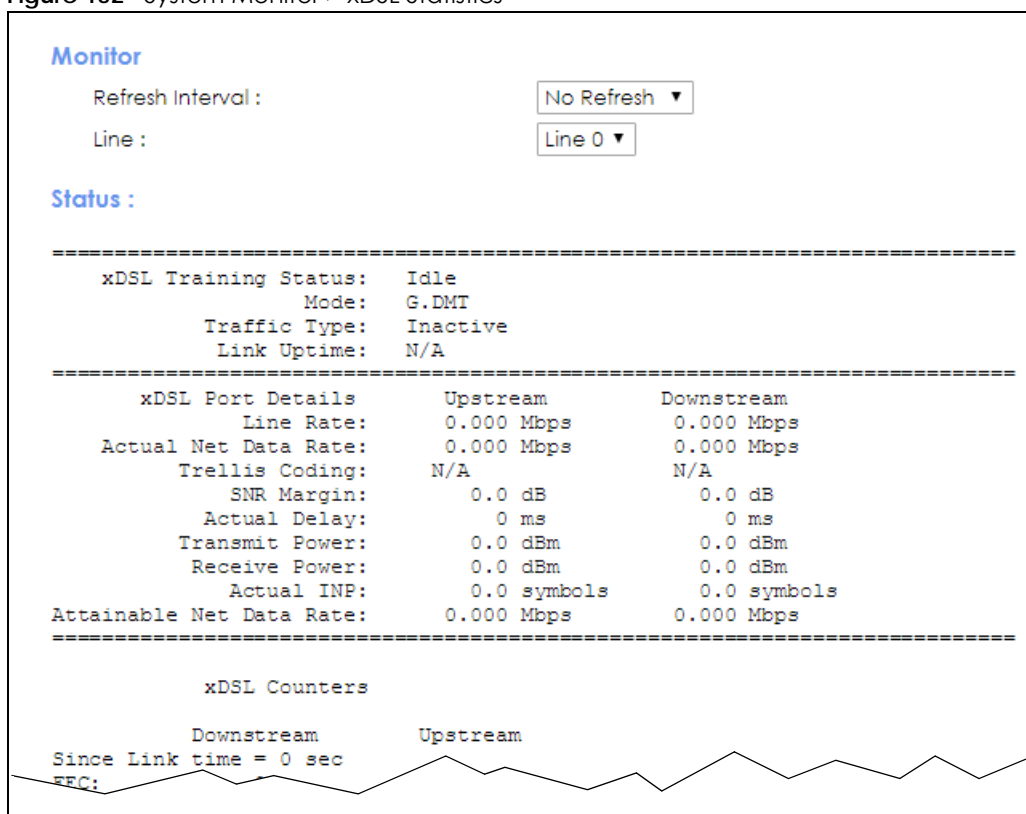 Monitor
Refresh Interval : No Refresh ▼
Line : Line 0 ▼
Status :
============================================================================
xDSL Training Status: Idle
Mode: G.DMT
Traffic Type: Inactive
Link Uptime: N/A
============================================================================
xDSL Port Details Upstream Downstream
Line Rate: 0.000 Mbps 0.000 Mbps
Actual Net Data Rate: 0.000 Mbps 0.000 Mbps
Trellis Coding: N/A N/A
SNR Margin: 0.0 dB 0.0 dB
Actual Delay: 0 ms 0 ms
Transmit Power: 0.0 dBm 0.0 dBm
Receive Power: 0.0 dBm 0.0 dBm
Actual INP: 0.0 symbols 0.0 symbols
Attainable Net Data Rate: 0.000 Mbps 0.000 Mbps
============================================================================
xDSL Counters
Downstream Upstream
Since Link time = 0 sec
FEC: